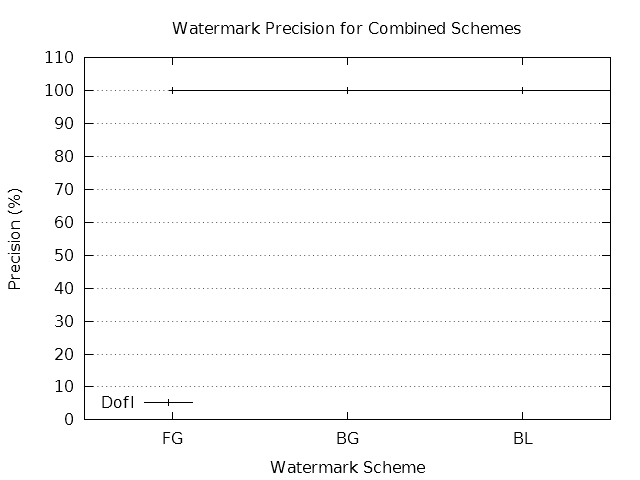 Watermark Precision for Combined Schemes
110
100
90
80
70
60
50
40
30
20
10
0
Precision (%)
Dofl
FG BG BL
Watermark Scheme